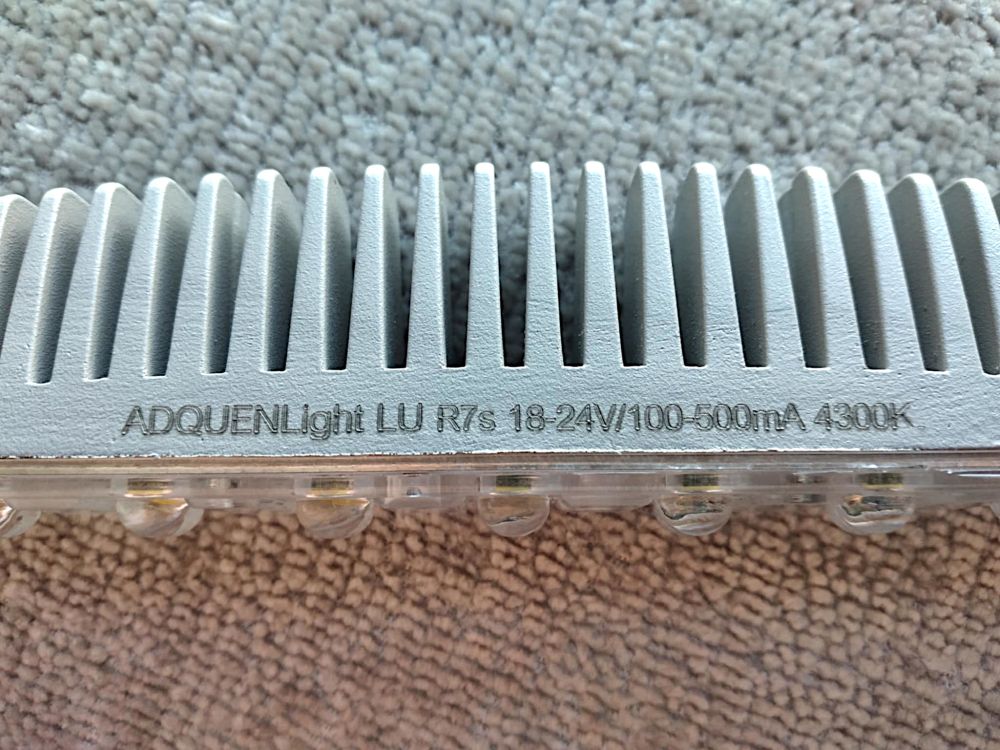 ADQUENLight LU R7s 18-24V/100-500mA 4300K